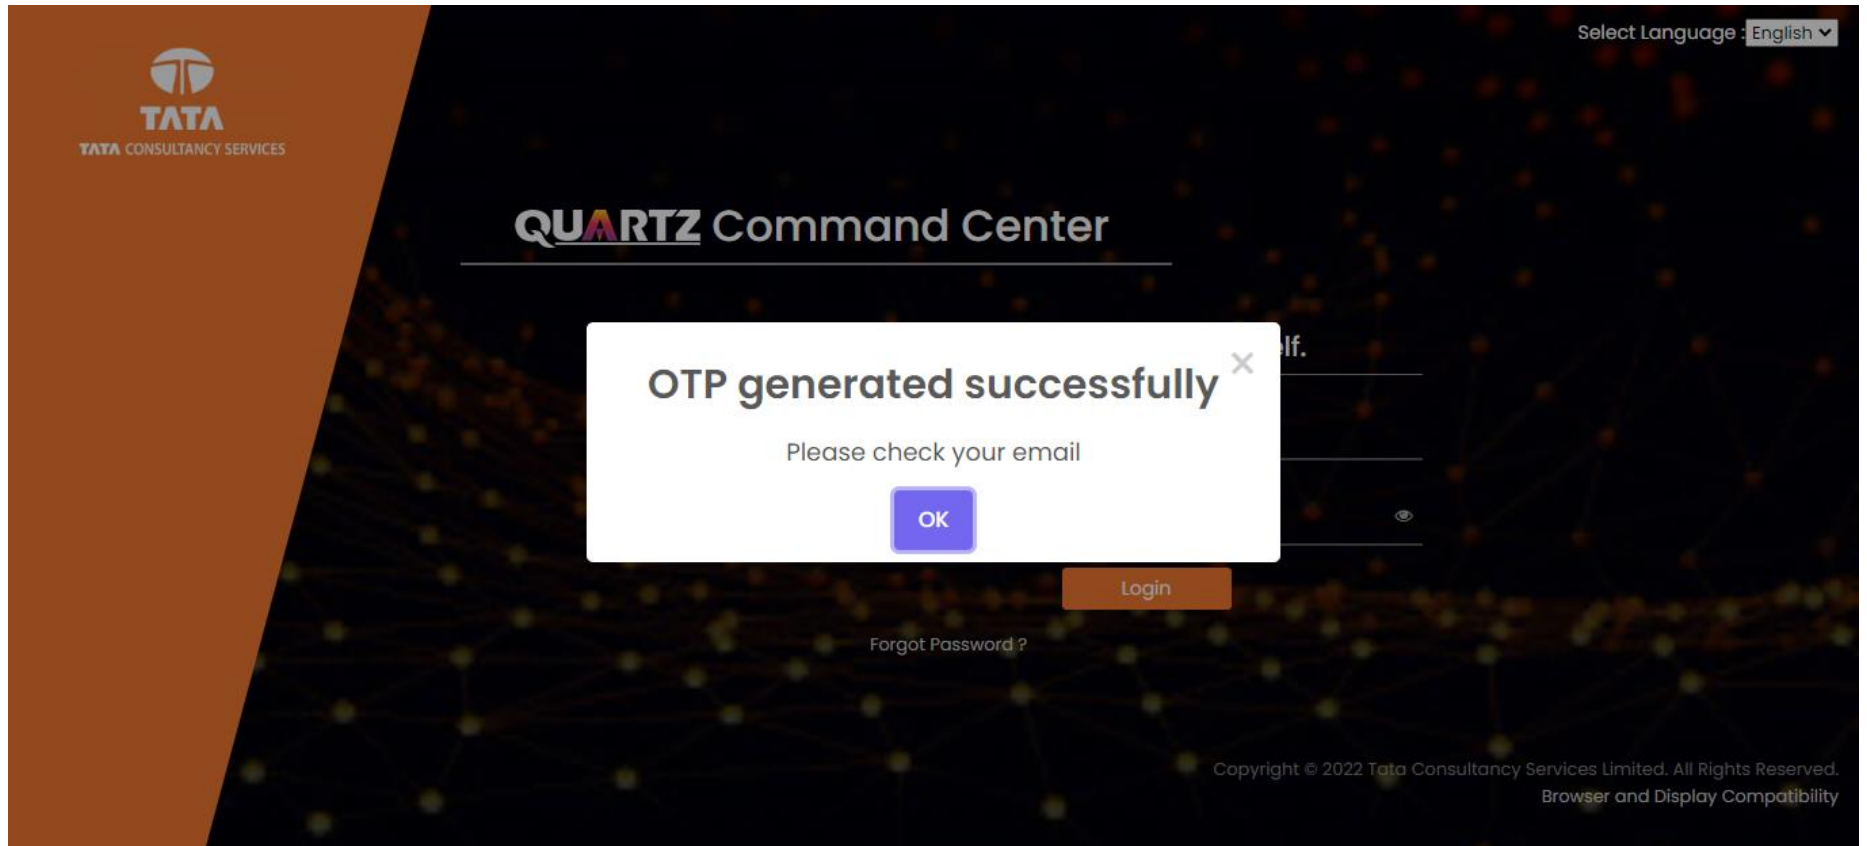 Select Language : English
TATA
TATA CONSULTANCY SERVICES
QUARTZ Command Center
lf.
OTP generated successfully
×
Please check your email
OK
Login
Forgot Password ?
Copyright © 2022 Tata Consultancy Services Limited. All Rights Reserved.
Browser and Display Compatibility